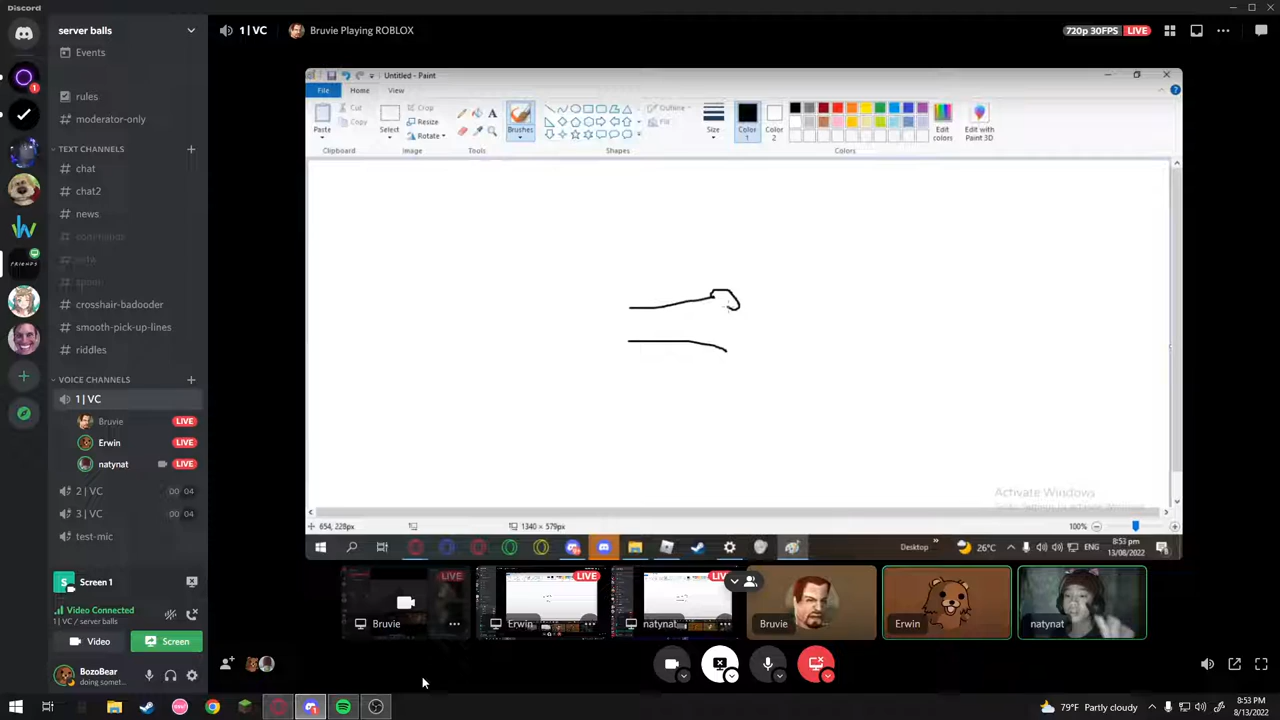 Discord
server balls
1 | VC
Bruvie Playing ROBLOX
720p 30FPS LIVE
Events
rules
moderator-only
TEXT CHANNELS
chat
chat2
news
crosshair-badooder
smooth-pick-up-lines
riddles
VOICE CHANNELS
1 | VC
Bruvie LIVE
Erwin LIVE
natynat LIVE
2 | VC 00 04
3 | VC 00 04
test-mic
Screen 1
Video Connected
1 | VC / server balls
Video Screen
BozoBear
doing somet...
FRIENDS
Untitled - Paint
File Home View
Paste Cut Copy Select Crop Resize Rotate Brushes Outline Fill Size Color 1 Color 2 Edit colors Edit with Paint 3D
Clipboard Image Tools Shapes Colors
Activate Windows
654, 228px 1340 × 579px 100%
Desktop 26°C ENG 8:53 pm 13/08/2022
LIVE LIVE
Bruvie Erwin natynat Bruvie Erwin natynat
79°F Partly cloudy 8:53 PM 8/13/2022